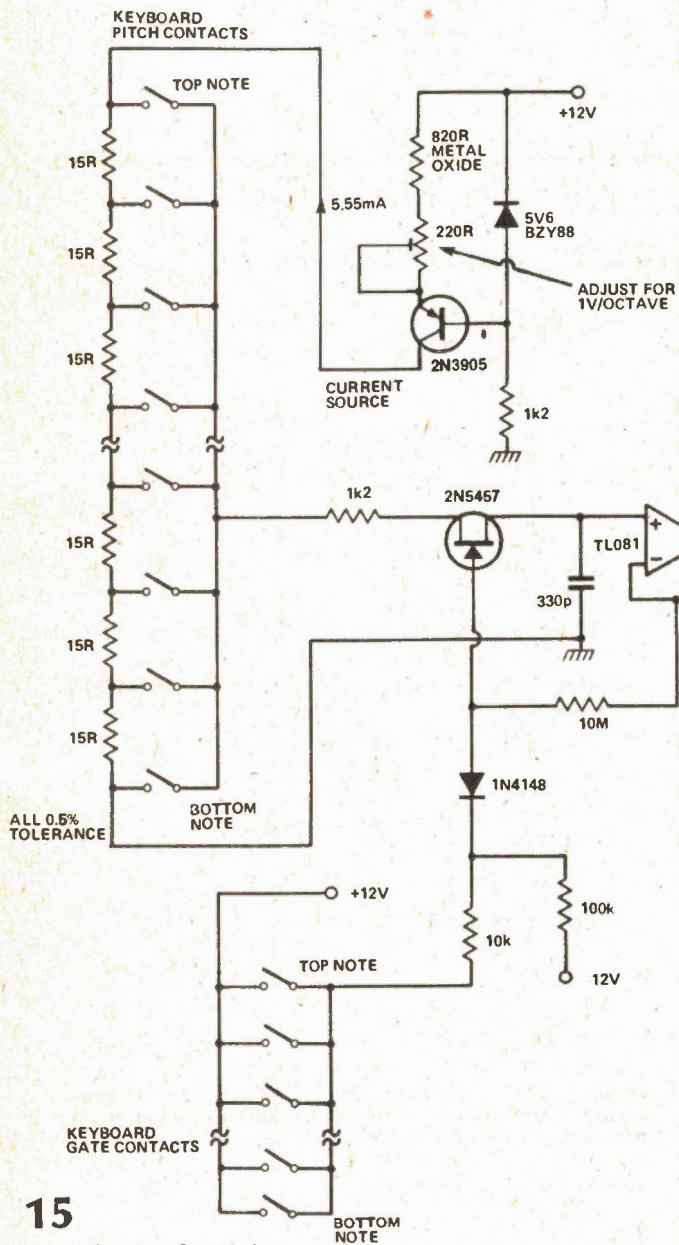 KEYBOARD
PITCH CONTACTS
TOP NOTE
15R
15R
15R
15R
15R
15R
5.55mA
820R
METAL
OXIDE
+12V
220R
5V6
BZY88
ADJUST FOR
1V/OCTAVE
2N3905
CURRENT
SOURCE
1k2
1k2
2N5457
TL081
+
−
330p
10M
ALL 0.5%
TOLERANCE
BOTTOM
NOTE
1N4148
+12V
100k
10k
12V
TOP NOTE
KEYBOARD
GATE CONTACTS
BOTTOM
NOTE
15